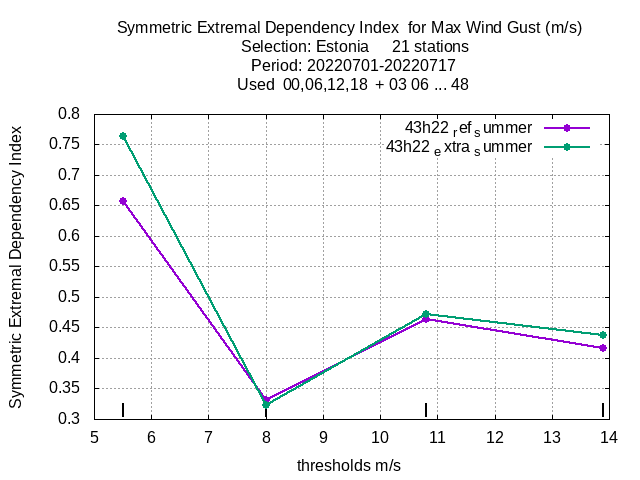 Symmetric Extremal Dependency Index  for Max Wind Gust (m/s)
Selection: Estonia     21 stations
Period: 20220701-20220717
Used  00,06,12,18  + 03 06 ... 48
43h22 ref summer
43h22 extra summer
Symmetric Extremal Dependency Index
0.8
0.75
0.7
0.65
0.6
0.55
0.5
0.45
0.4
0.35
0.3
5 6 7 8 9 10 11 12 13 14
thresholds m/s